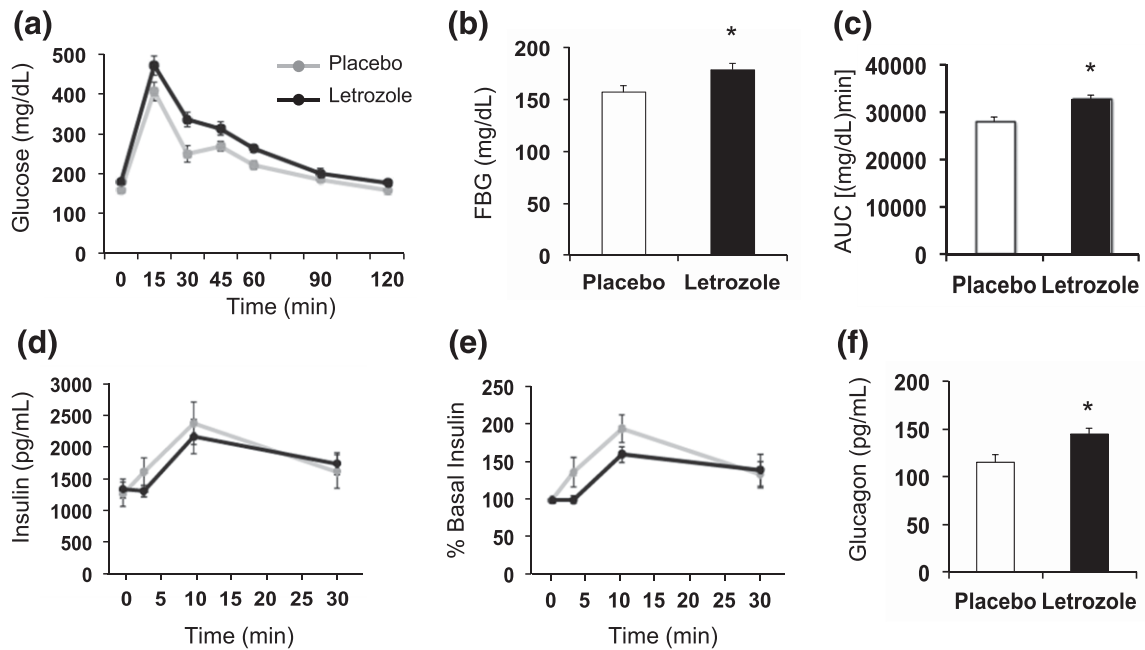 (a)
Glucose (mg/dL)
500
400
300
200
100
0
0 15 30 45 60 90 120
Time (min)
Placebo
Letrozole
(b)
FBG (mg/dL)
200
150
100
50
0
*
Placebo Letrozole
(c)
AUC [(mg/dL)min]
40000
30000
20000
10000
0
*
Placebo Letrozole
(d)
Insulin (pg/mL)
3000
2500
2000
1500
1000
500
0
0 5 10 15 20 25 30
Time (min)
(e)
% Basal Insulin
250
200
150
100
50
0
0 5 10 15 20 25 30
Time (min)
(f)
Glucagon (pg/mL)
200
150
100
50
0
*
Placebo Letrozole